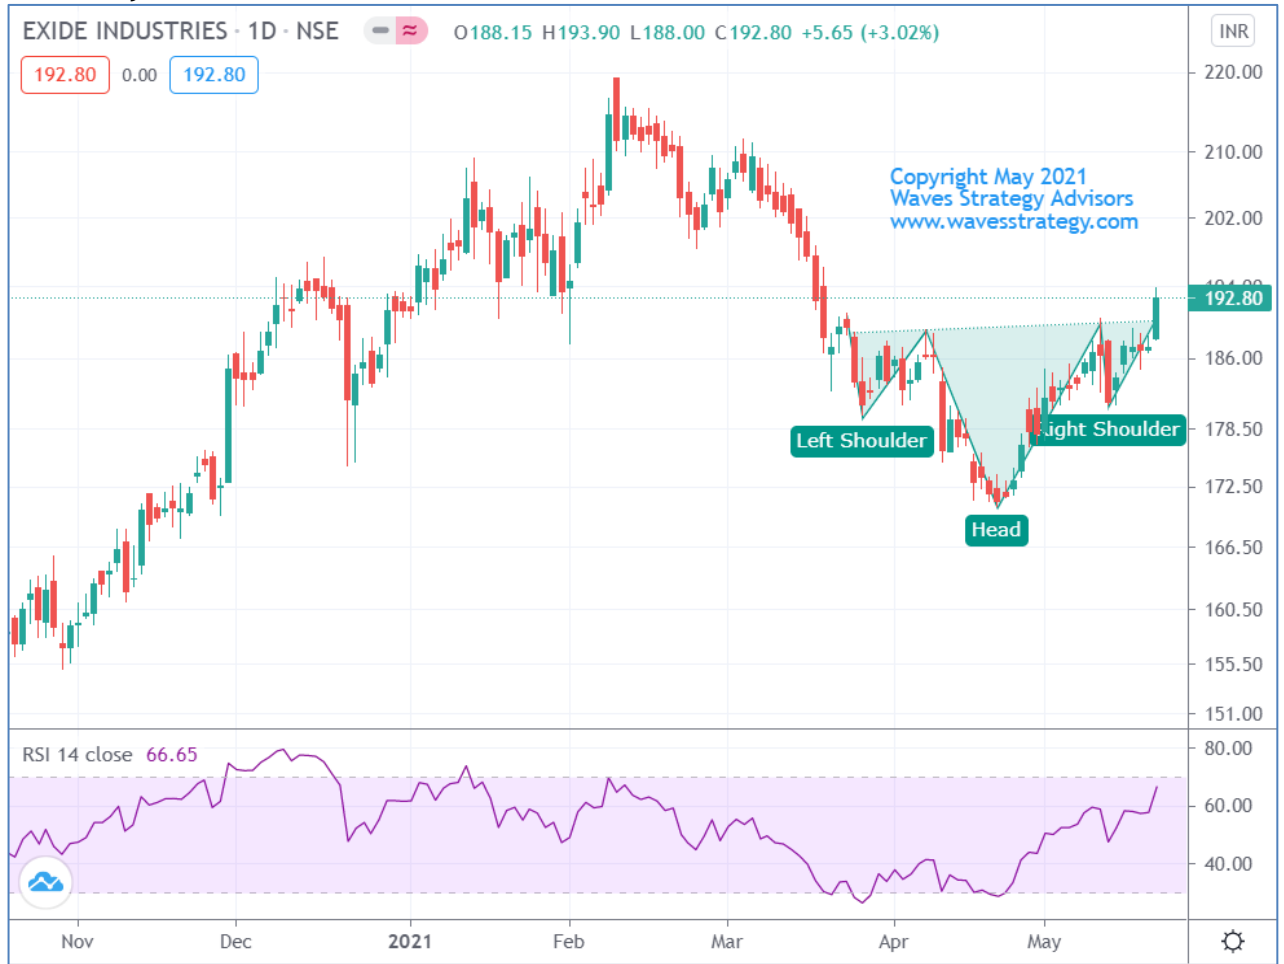 EXIDE INDUSTRIES · 1D · NSE
O188.15 H193.90 L188.00 C192.80 +5.65 (+3.02%)
INR
192.80 0.00 192.80
220.00
210.00
Copyright May 2021
Waves Strategy Advisors
www.wavesstrategy.com
202.00
194.00
192.80
186.00
178.50
Left Shoulder
Right Shoulder
172.50
Head
166.50
160.50
155.50
151.00
RSI 14 close 66.65
80.00
60.00
40.00
Nov Dec 2021 Feb Mar Apr May